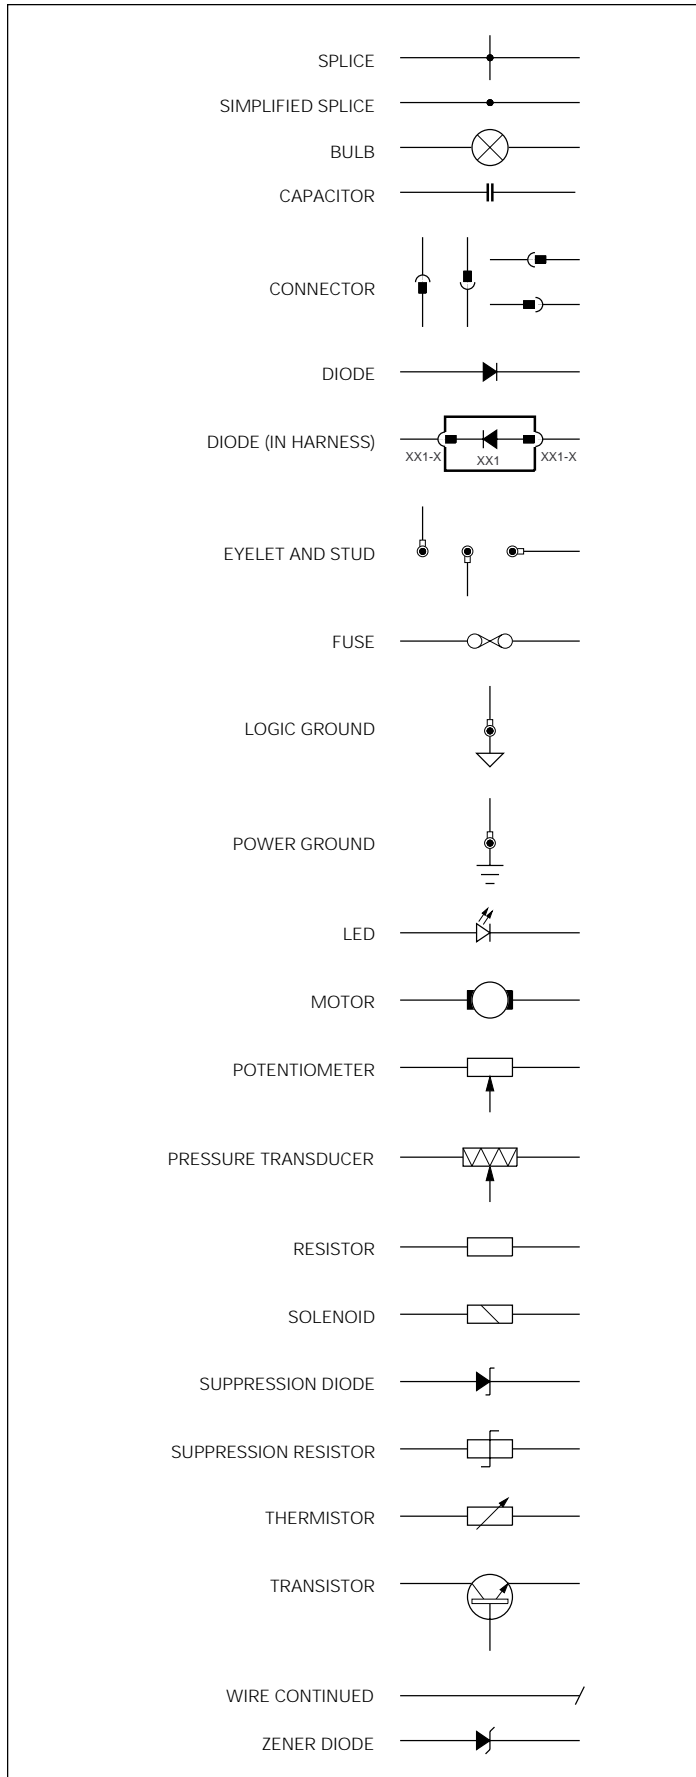 SPLICE
SIMPLIFIED SPLICE
BULB
CAPACITOR
CONNECTOR
DIODE
DIODE (IN HARNESS)
XX1-X XX1 XX1-X
EYELET AND STUD
FUSE
LOGIC GROUND
POWER GROUND
LED
MOTOR
POTENTIOMETER
PRESSURE TRANSDUCER
RESISTOR
SOLENOID
SUPPRESSION DIODE
SUPPRESSION RESISTOR
THERMISTOR
TRANSISTOR
WIRE CONTINUED
ZENER DIODE